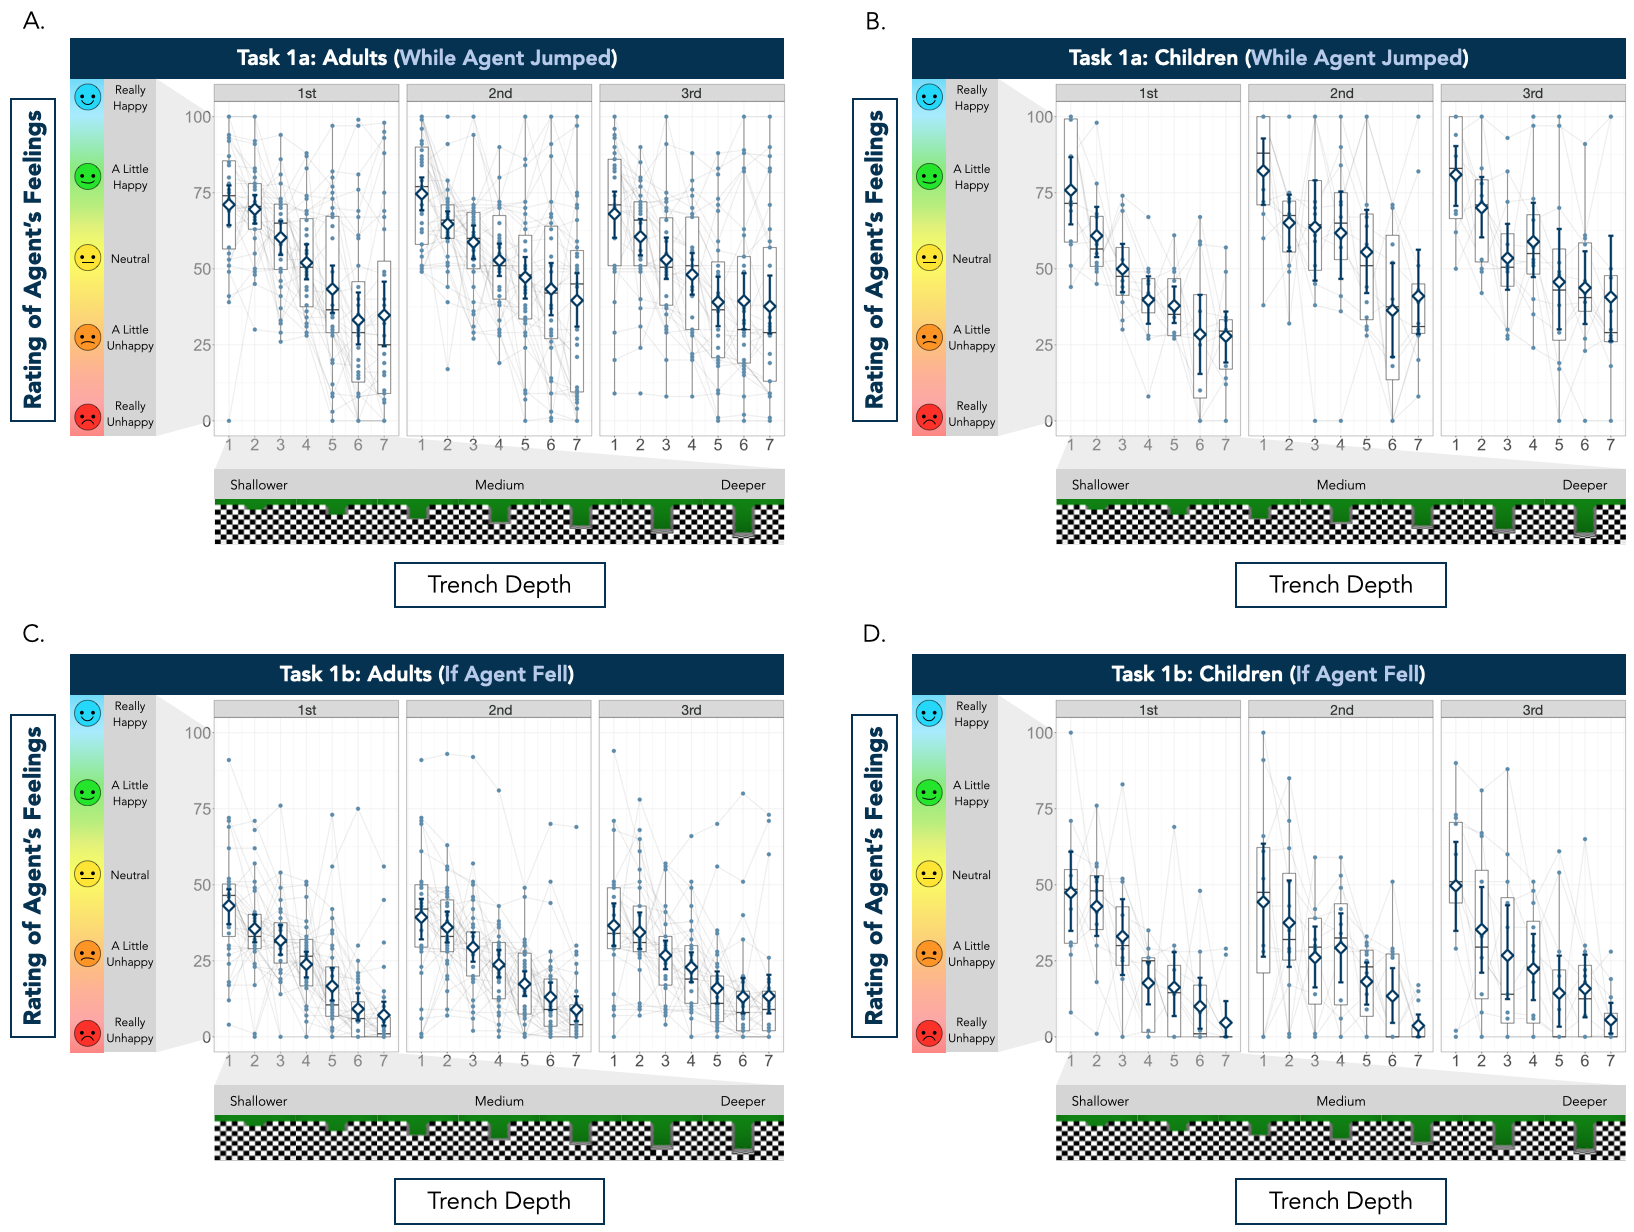 A.
Task 1a: Adults (While Agent Jumped)
Rating of Agent's Feelings
Really
Happy
A Little
Happy
Neutral
A Little
Unhappy
Really
Unhappy
1st 2nd 3rd
100
75
50
25
0
1 2 3 4 5 6 7 1 2 3 4 5 6 7 1 2 3 4 5 6 7
Shallower Medium Deeper
Trench Depth
B.
Task 1a: Children (While Agent Jumped)
Rating of Agent's Feelings
Really
Happy
A Little
Happy
Neutral
A Little
Unhappy
Really
Unhappy
1st 2nd 3rd
100
75
50
25
0
1 2 3 4 5 6 7 1 2 3 4 5 6 7 1 2 3 4 5 6 7
Shallower Medium Deeper
Trench Depth
C.
Task 1b: Adults (If Agent Fell)
Rating of Agent's Feelings
Really
Happy
A Little
Happy
Neutral
A Little
Unhappy
Really
Unhappy
1st 2nd 3rd
100
75
50
25
0
1 2 3 4 5 6 7 1 2 3 4 5 6 7 1 2 3 4 5 6 7
Shallower Medium Deeper
Trench Depth
D.
Task 1b: Children (If Agent Fell)
Rating of Agent's Feelings
Really
Happy
A Little
Happy
Neutral
A Little
Unhappy
Really
Unhappy
1st 2nd 3rd
100
75
50
25
0
1 2 3 4 5 6 7 1 2 3 4 5 6 7 1 2 3 4 5 6 7
Shallower Medium Deeper
Trench Depth